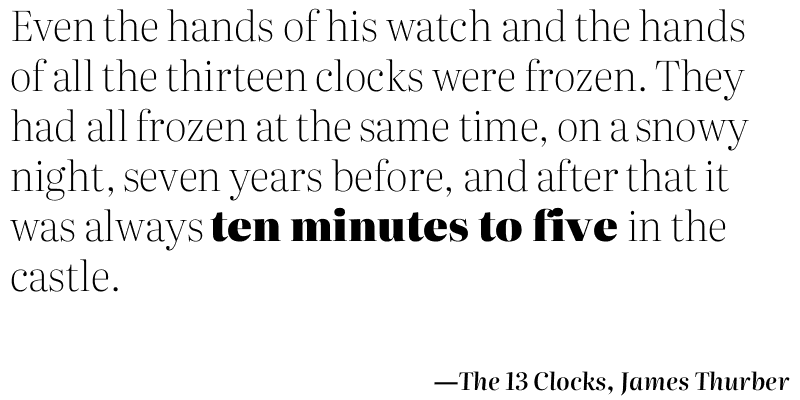 Even the hands of his watch and the hands
of all the thirteen clocks were frozen. They
had all frozen at the same time, on a snowy
night, seven years before, and after that it
was always ten minutes to five in the
castle.
—The 13 Clocks, James Thurber